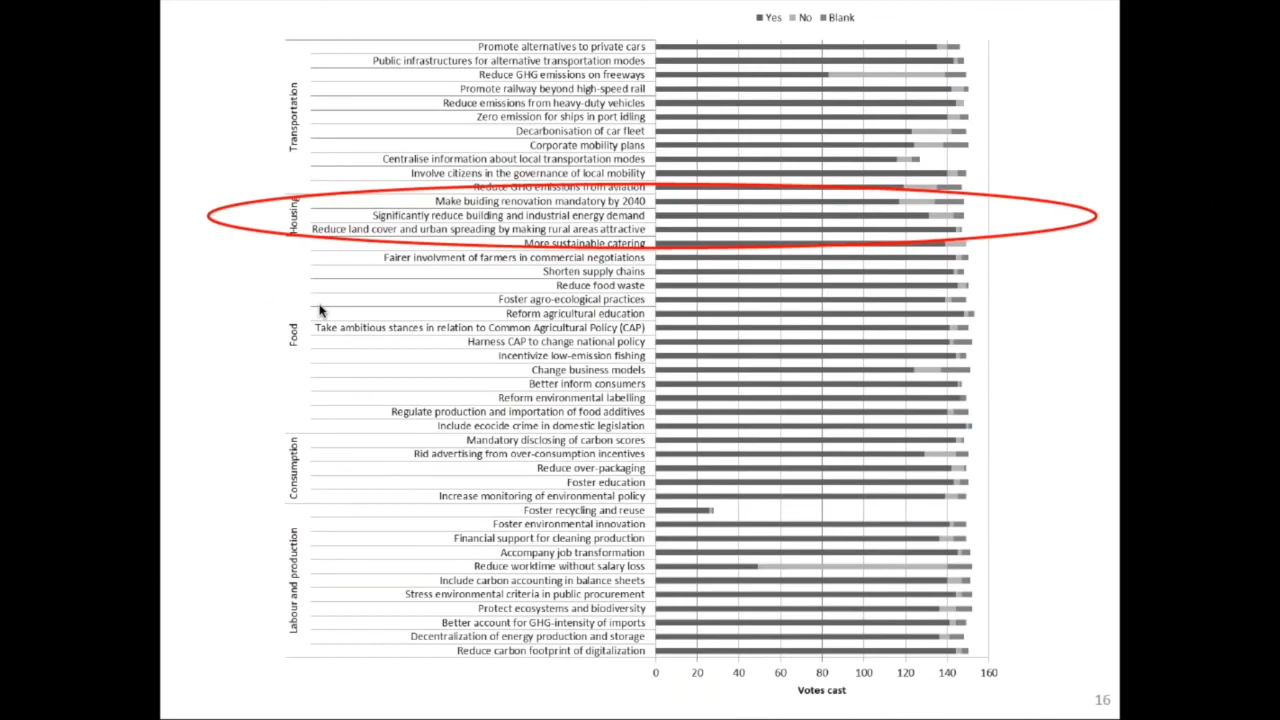 Yes No Blank
Transportation
Promote alternatives to private cars
Public infrastructures for alternative transportation modes
Reduce GHG emissions on freeways
Promote railway beyond high-speed rail
Reduce emissions from heavy-duty vehicles
Zero emission for ships in port idling
Decarbonisation of car fleet
Corporate mobility plans
Centralise information about local transportation modes
Involve citizens in the governance of local mobility
Reduce GHG emissions from aviation
Housing
Make buiding renovation mandatory by 2040
Significantly reduce building and industrial energy demand
Reduce land cover and urban spreading by making rural areas attractive
More sustainable catering
Food
Fairer involvment of farmers in commercial negotiations
Shorten supply chains
Reduce food waste
Foster agro-ecological practices
Reform agricultural education
Take ambitious stances in relation to Common Agricultural Policy (CAP)
Harness CAP to change national policy
Incentivize low-emission fishing
Change business models
Better inform consumers
Reform environmental labelling
Regulate production and importation of food additives
Include ecocide crime in domestic legislation
Consumption
Mandatory disclosing of carbon scores
Rid advertising from over-consumption incentives
Reduce over-packaging
Foster education
Increase monitoring of environmental policy
Labour and production
Foster recycling and reuse
Foster environmental innovation
Financial support for cleaning production
Accompany job transformation
Reduce worktime without salary loss
Include carbon accounting in balance sheets
Stress environmental criteria in public procurement
Protect ecosystems and biodiversity
Better account for GHG-intensity of imports
Decentralization of energy production and storage
Reduce carbon footprint of digitalization
0 20 40 60 80 100 120 140 160
Votes cast
16